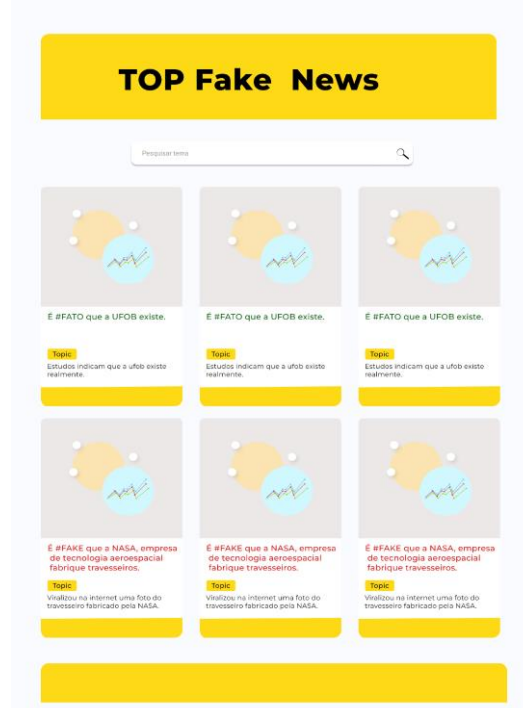 TOP Fake News
Pesquisar tema
É #FATO que a UFOB existe.
Topic
Estudos indicam que a ufob existe
realmente.
É #FATO que a UFOB existe.
Topic
Estudos indicam que a ufob existe
realmente.
É #FATO que a UFOB existe.
Topic
Estudos indicam que a ufob existe
realmente.
É #FAKE que a NASA, empresa
de tecnologia aeroespacial
fabrique travesseiros.
Topic
Viralizou na internet uma foto do
travesseiro fabricado pela NASA.
É #FAKE que a NASA, empresa
de tecnologia aeroespacial
fabrique travesseiros.
Topic
Viralizou na internet uma foto do
travesseiro fabricado pela NASA.
É #FAKE que a NASA, empresa
de tecnologia aeroespacial
fabrique travesseiros.
Topic
Viralizou na internet uma foto do
travesseiro fabricado pela NASA.